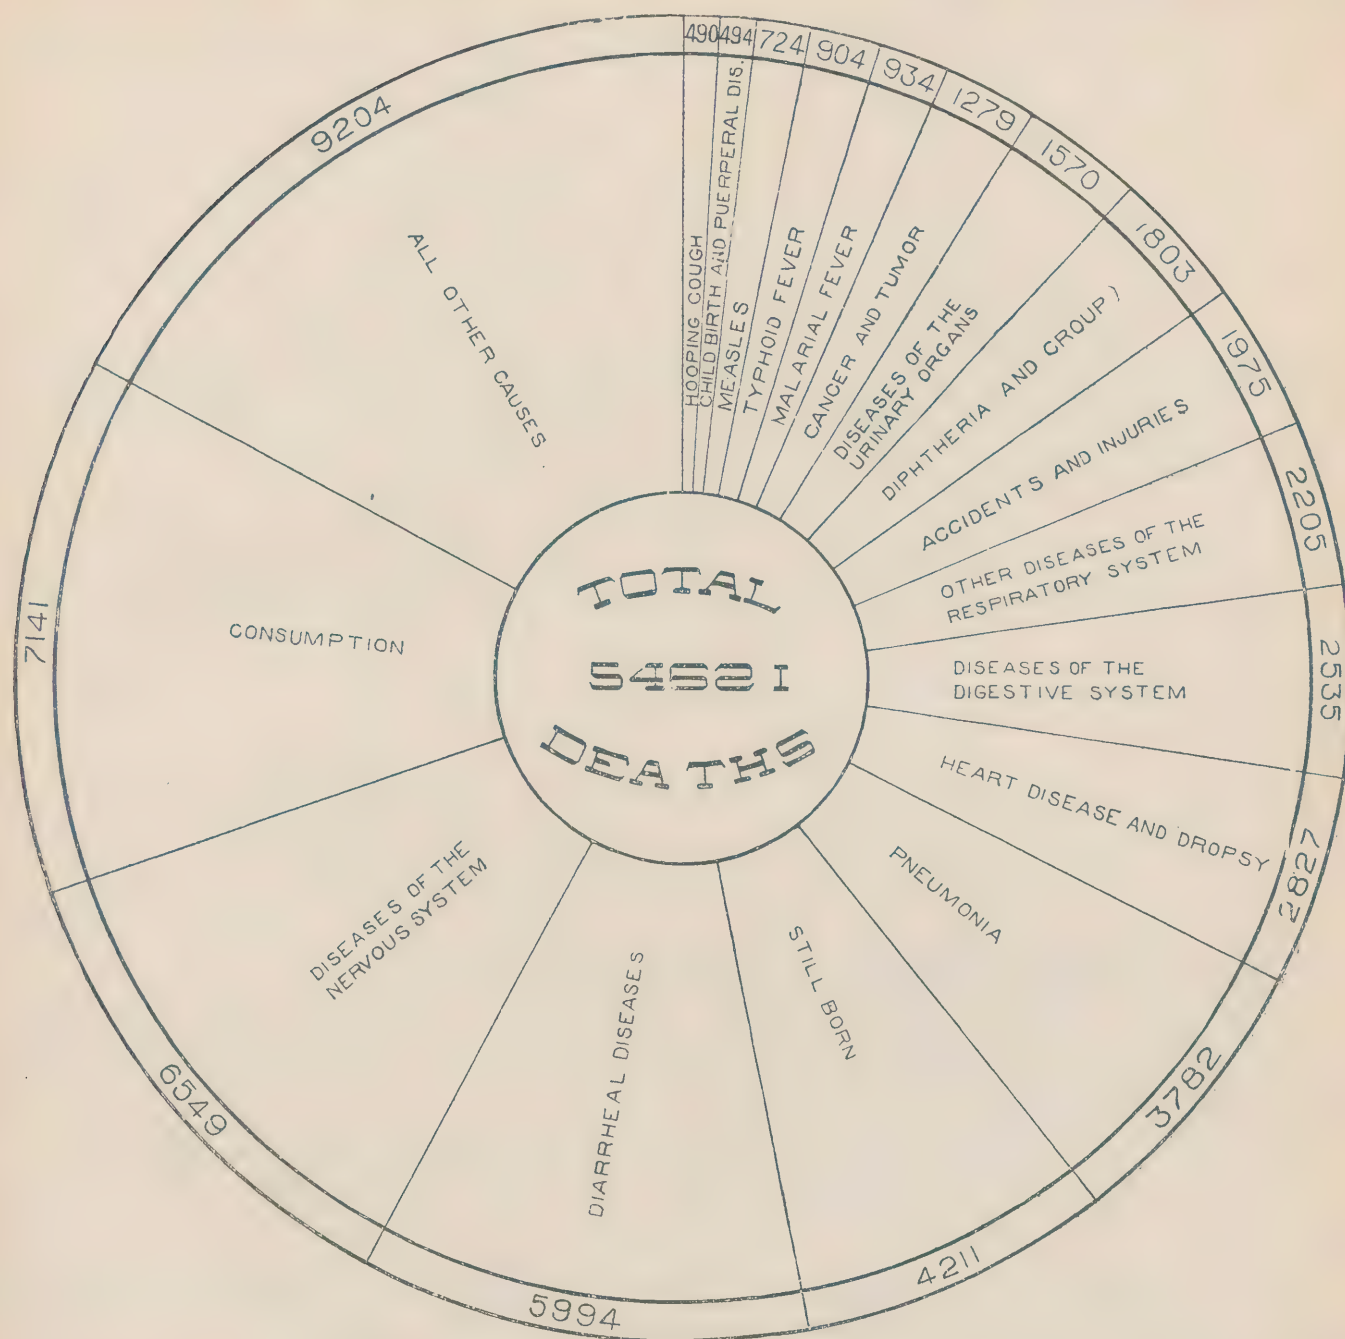 TOTAL
54621
DEATHS
490
HOOPING COUGH
494
CHILD BIRTH AND PUERPERAL DIS.
724
MEASLES
904
TYPHOID FEVER
934
MALARIAL FEVER
1279
CANCER AND TUMOR
1570
DISEASES OF THE
URINARY ORGANS
1803
DIPHTHERIA AND GROUP)
1975
ACCIDENTS AND INJURIES
2205
OTHER DISEASES OF THE
RESPIRATORY SYSTEM
2535
DISEASES OF THE
DIGESTIVE SYSTEM
2827
HEART DISEASE AND DROPSY
3782
PNEUMONIA
4211
STILL BORN
5994
DIARRHEAL DISEASES
6549
DISEASES OF THE
NERVOUS SYSTEM
7141
CONSUMPTION
9204
ALL OTHER CAUSES